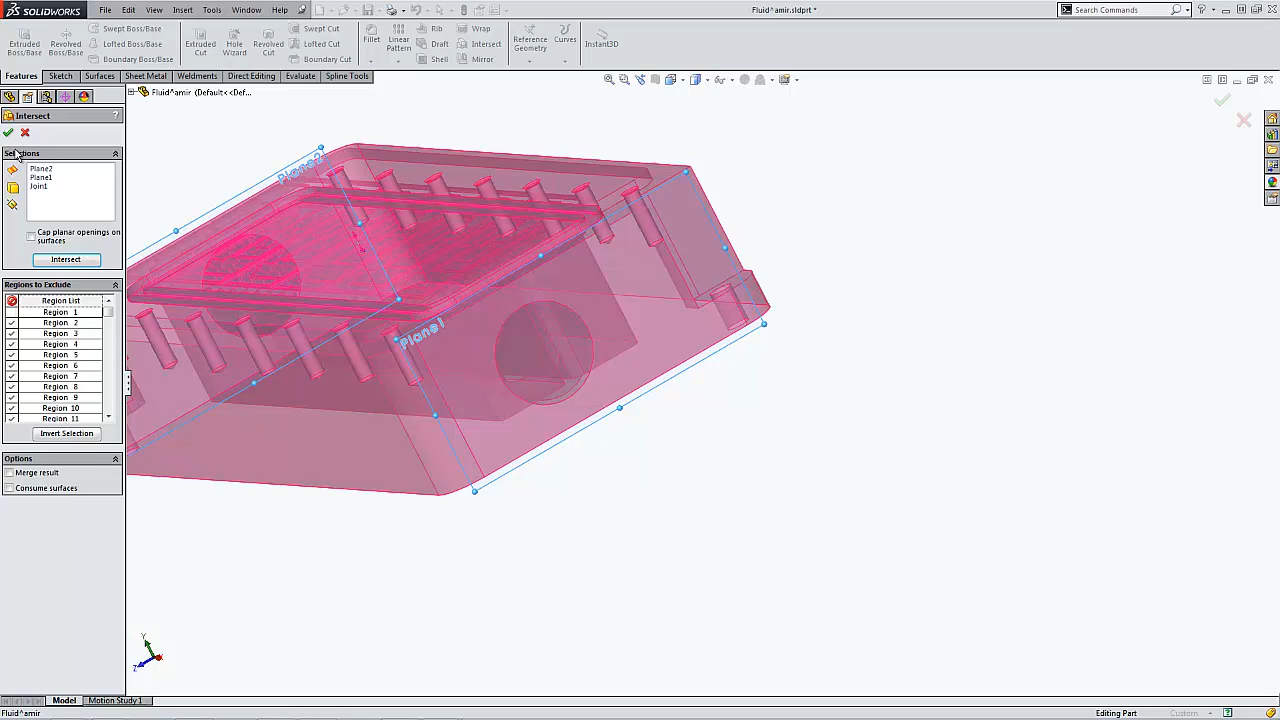 SOLIDWORKS File Edit View Insert Tools Window Help Fluid^amir.sldprt * Search Commands
Extruded Boss/Base
Revolved Boss/Base
Swept Boss/Base
Lofted Boss/Base
Boundary Boss/Base
Extruded Cut
Hole Wizard
Revolved Cut
Swept Cut
Lofted Cut
Boundary Cut
Fillet
Linear Pattern
Rib
Draft
Shell
Wrap
Intersect
Mirror
Reference Geometry
Curves
Instant3D
Features Sketch Surfaces Sheet Metal Weldments Direct Editing Evaluate Spline Tools
Fluid^amir (Default<<Def...
Intersect ?
Selections
Plane2
Plane1
Joint1
Cap planar openings on
surfaces
Intersect
Regions to Exclude
Region List
Region 1
Region 2
Region 3
Region 4
Region 5
Region 6
Region 7
Region 8
Region 9
Region 10
Region 11
Invert Selection
Options
Merge result
Consume surfaces
Plane2
Plane1
Y
Z
X
Model Motion Study 1
Fluid^amir Editing Part Custom